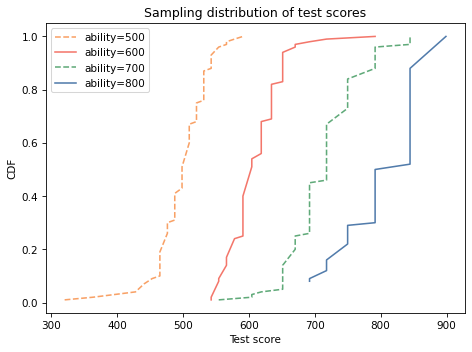 Sampling distribution of test scores
ability=500
ability=600
ability=700
ability=800
CDF
1.0
0.8
0.6
0.4
0.2
0.0
300 400 500 600 700 800 900
Test score